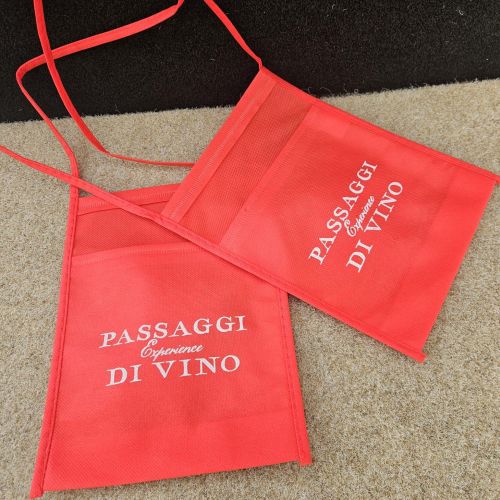 PASSAGGI
Experience
DI VINO
PASSAGGI
Experience
DI VINO